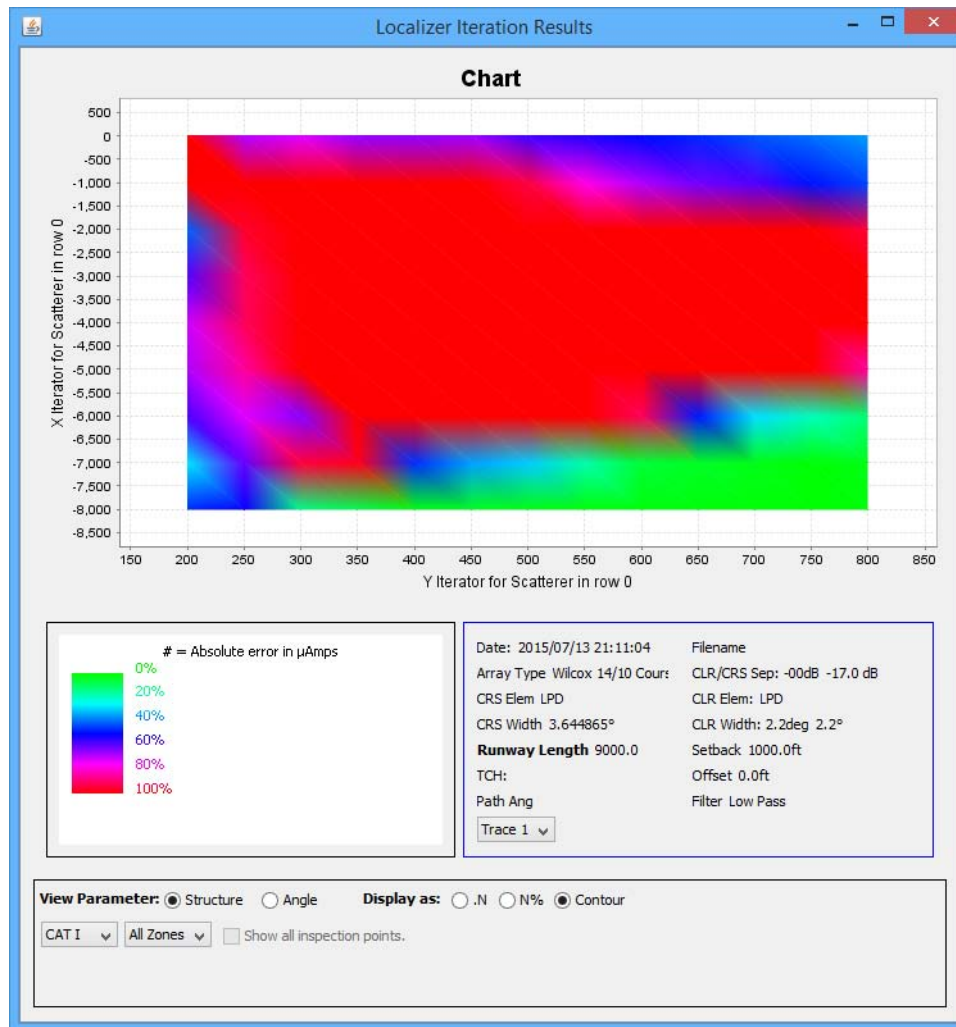 Localizer Iteration Results
Chart
500
0
-500
-1,000
-1,500
-2,000
-2,500
-3,000
-3,500
-4,000
-4,500
-5,000
-5,500
-6,000
-6,500
-7,000
-7,500
-8,000
-8,500
X Iterator for Scatterer in row 0
150 200 250 300 350 400 450 500 550 600 650 700 750 800 850
Y Iterator for Scatterer in row 0
# = Absolute error in µAmps
0%
20%
40%
60%
80%
100%
Date: 2015/07/13 21:11:04 Filename
Array Type Wilcox 14/10 Cours CLR/CRS Sep: -00dB -17.0 dB
CRS Elem LPD CLR Elem: LPD
CRS Width 3.644865° CLR Width: 2.2deg 2.2°
Runway Length 9000.0 Setback 1000.0ft
TCH: Offset 0.0ft
Path Ang Filter Low Pass
Trace 1
View Parameter: Structure Angle Display as: .N N% Contour
CAT I All Zones Show all inspection points.